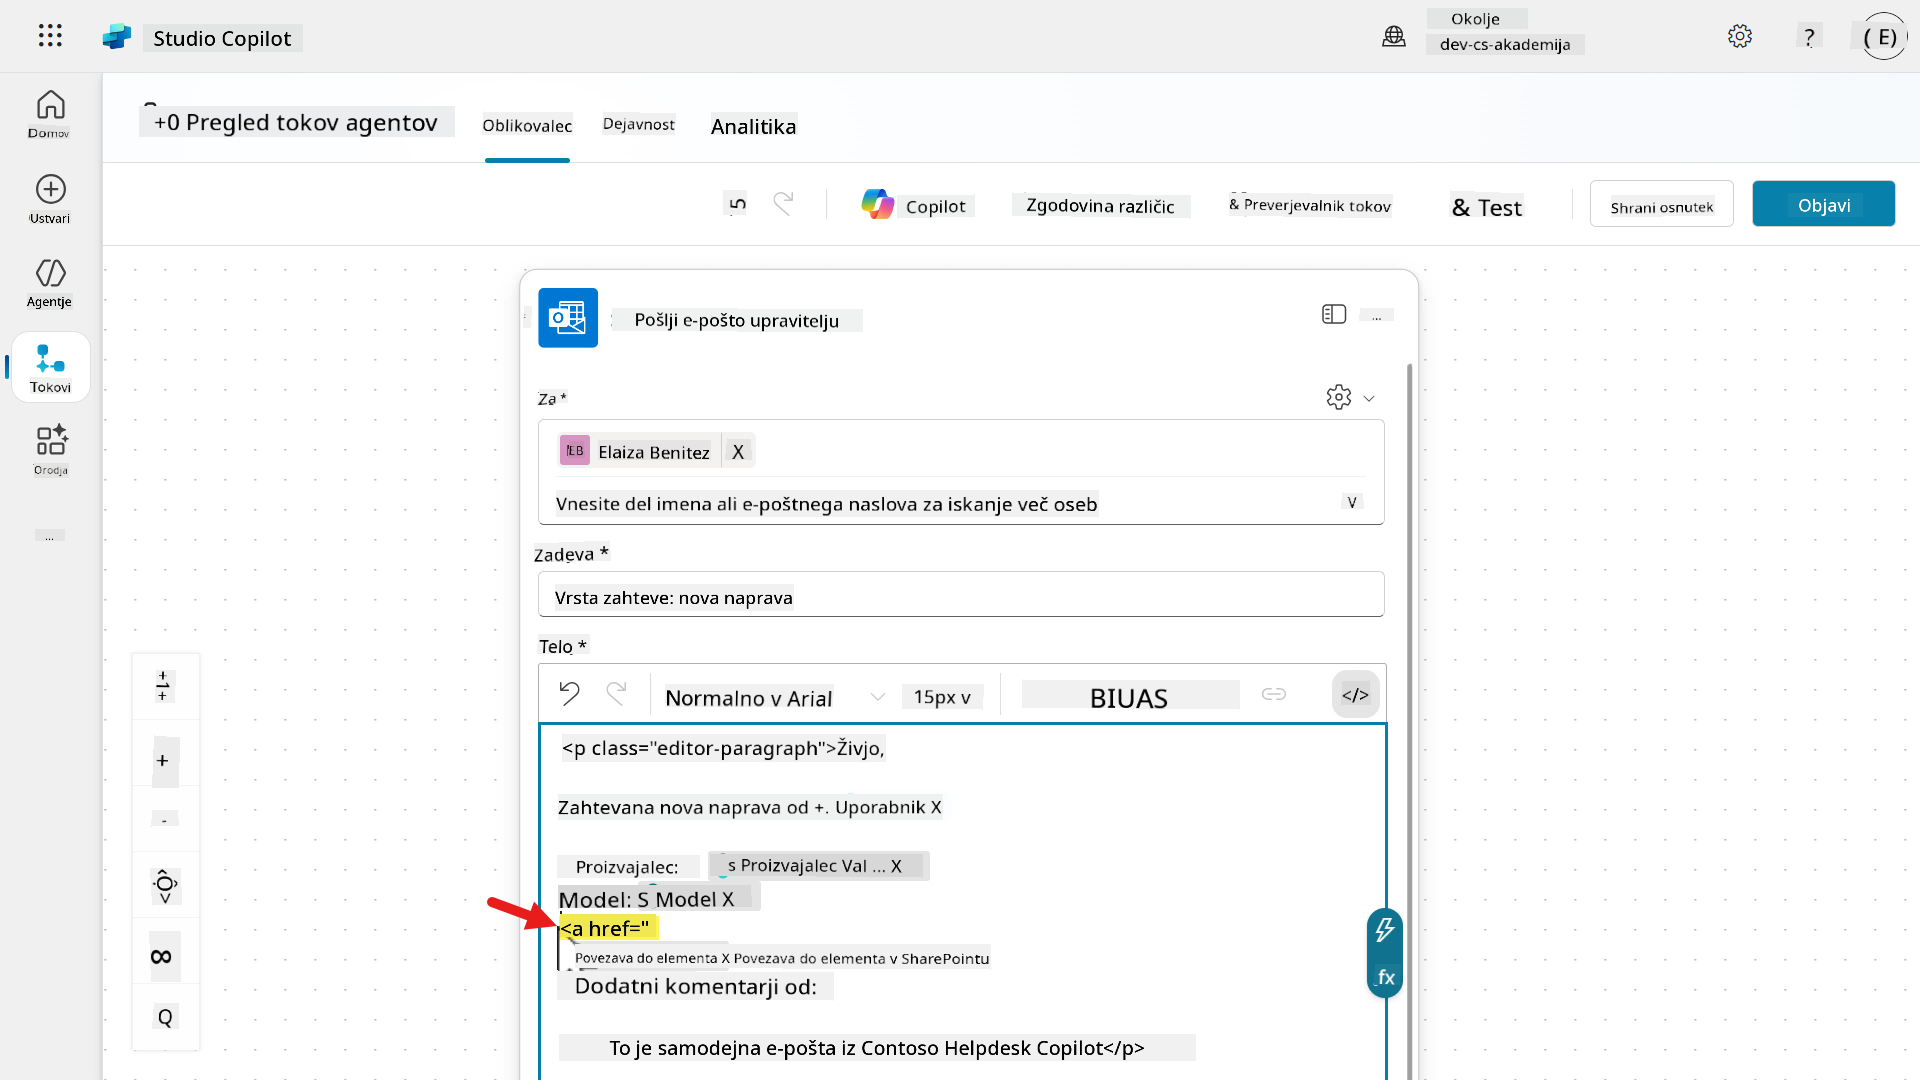 Studio Copilot
Okolje
dev-cs-akademija
?
( E)
Domov
Ustvari
Agentje
Tokovi
Orodja
...
+0 Pregled tokov agentov
Oblikovalec
Dejavnost
Analitika
Copilot
Zgodovina različic
& Preverjevalnik tokov
& Test
Shrani osnutek
Objavi
Pošlji e-pošto upravitelju
...
Za *
EB Elaiza Benitez X
Vnesite del imena ali e-poštnega naslova za iskanje več oseb
V
Zadeva *
Vrsta zahteve: nova naprava
Telo *
Normalno v Arial
15px v
BIUAS
</>
<p class="editor-paragraph">Živjo,
Zahtevana nova naprava od +. Uporabnik X
Proizvajalec: s Proizvajalec Val ... X
Model: S Model X
<a href="
Povezava do elementa X Povezava do elementa v SharePointu
Dodatni komentarji od:
To je samodejna e-pošta iz Contoso Helpdesk Copilot</p>
fx
+
-
Q